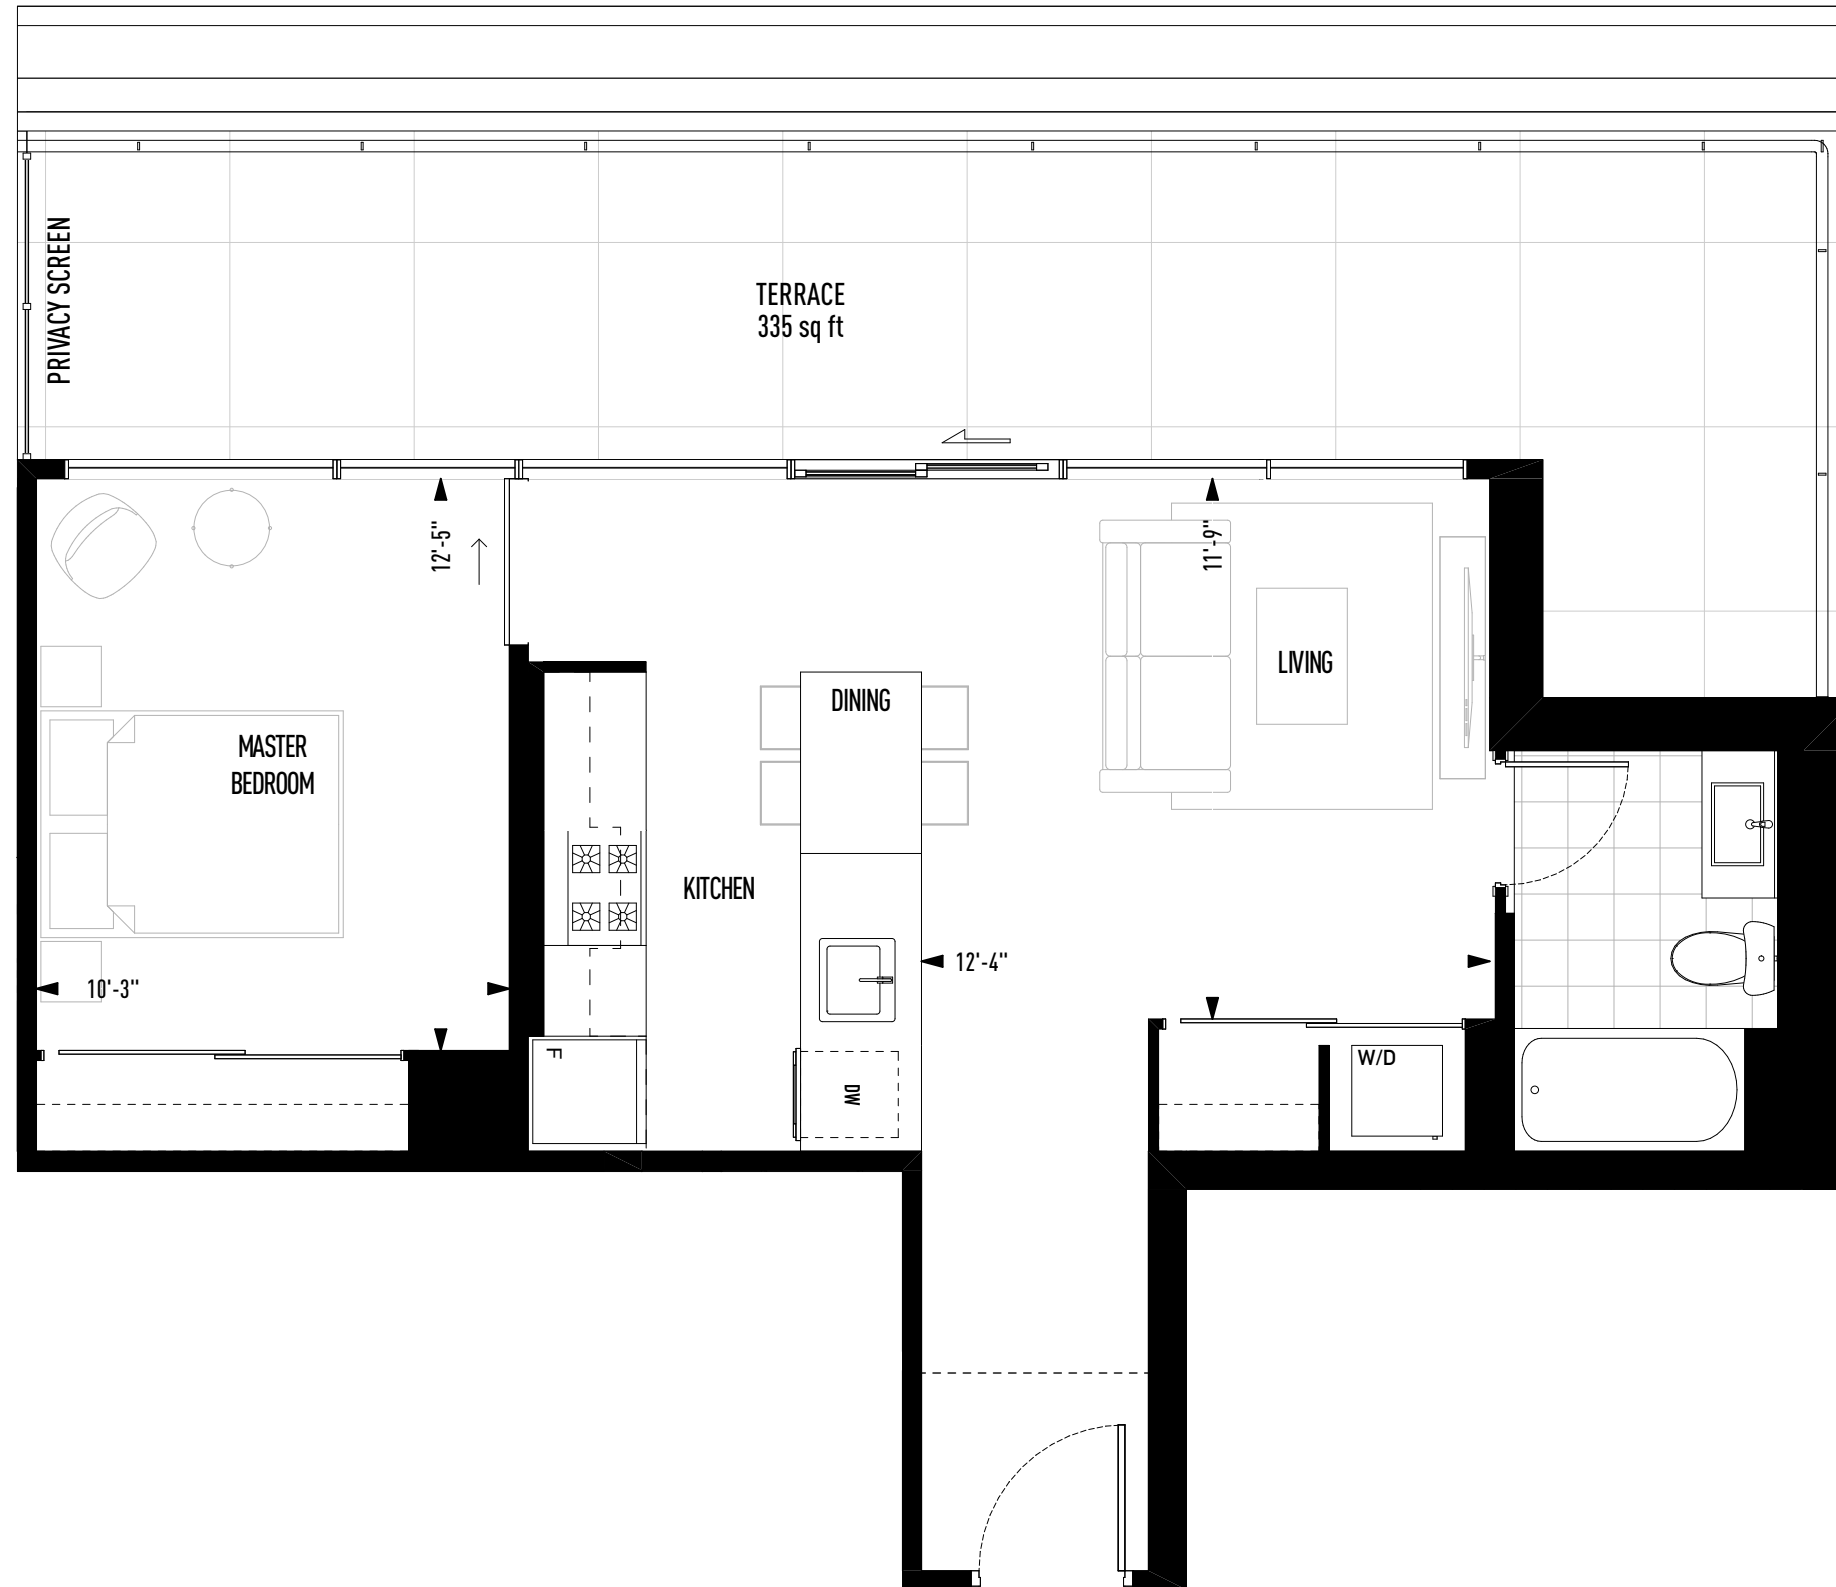 PRIVACY SCREEN
TERRACE
335 sq ft
12'-5"
11'-9"
LIVING
DINING
MASTER
BEDROOM
KITCHEN
12'-4"
10'-3"
F
W/D
DW